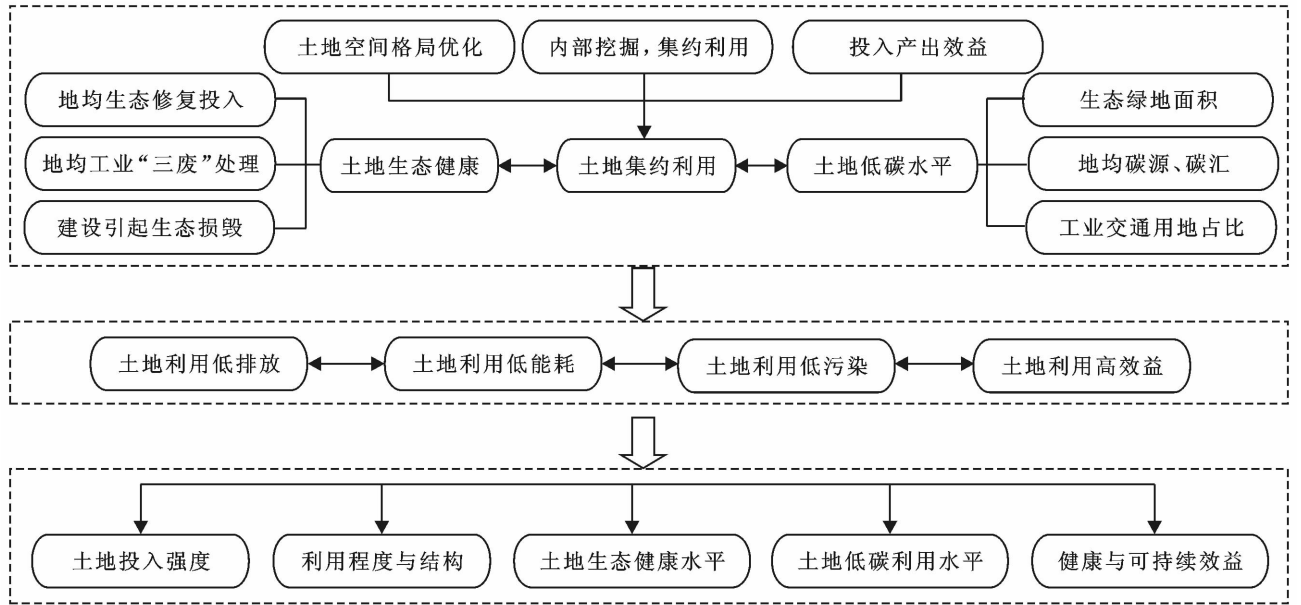 土地空间格局优化
内部挖掘,集约利用
投入产出效益
地均生态修复投入
生态绿地面积
地均工业“三废”处理
土地生态健康
土地集约利用
土地低碳水平
地均碳源、碳汇
建设引起生态损毁
工业交通用地占比
土地利用低排放
土地利用低能耗
土地利用低污染
土地利用高效益
土地投入强度
利用程度与结构
土地生态健康水平
土地低碳利用水平
健康与可持续效益